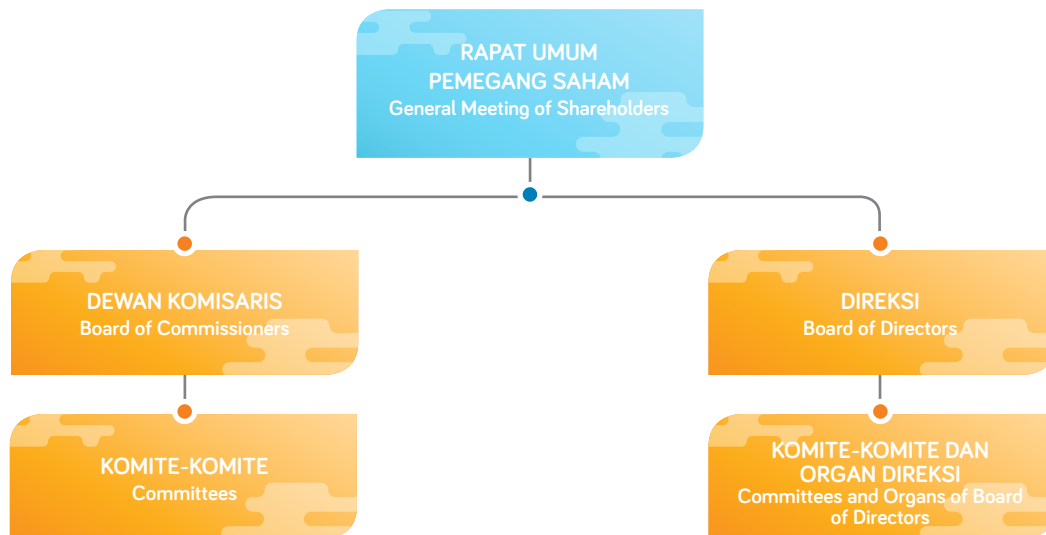 RAPAT UMUM
PEMEGANG SAHAM
General Meeting of Shareholders
DEWAN KOMISARIS
Board of Commissioners
DIREKSI
Board of Directors
KOMITE-KOMITE
Committees
KOMITE-KOMITE DAN
ORGAN DIREKSI
Committees and Organs of Board
of Directors